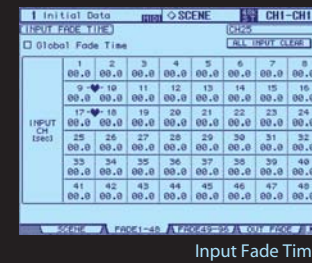 1 Initial Data MIDI ◇SCENE CH1-CH1
INPUT FADE TIME CH25
Global Fade Time ALL INPUT CLEAR
1 2 3 4 5 6 7 8
00.0 00.0 00.0 00.0 00.0 00.0 00.0 00.0
9 -♥- 10 11 12 13 14 15 16
00.0 00.0 00.0 00.0 00.0 00.0 00.0 00.0
17 -♥- 18 19 20 21 22 23 24
INPUT CH [sec] 00.0 00.0 00.0 00.0 00.0 00.0 00.0 00.0
25 26 27 28 29 30 31 32
00.0 00.0 00.0 00.0 00.0 00.0 00.0 00.0
33 34 35 36 37 38 39 40
00.0 00.0 00.0 00.0 00.0 00.0 00.0 00.0
41 42 43 44 45 46 47 48
00.0 00.0 00.0 00.0 00.0 00.0 00.0 00.0
SCENE FADE1-48 FADE49-96 OUT FADE
Input Fade Tim